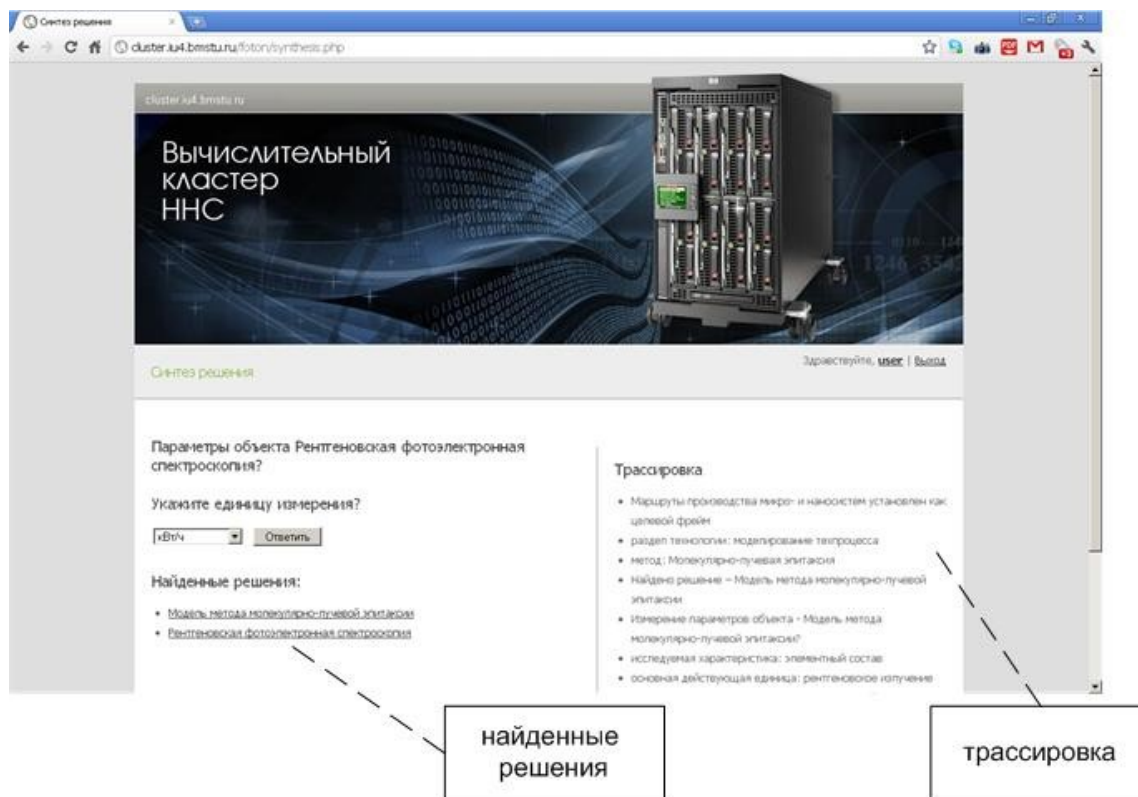 Синтез решения
cluster.iu4.bmstu.ru/foton/synthesis.php
cluster.iu4.bmstu.ru
Вычислительный
кластер
ННС
Здравствуйте, user | Выход
Синтез решения
Параметры объекта Рентгеновская фотоэлектронная
спектроскопия?
Укажите единицу измерения?
кВт/ч Ответить
Найденные решения:
• Модель метода молекулярно-лучевой эпитаксии
• Рентгеновская фотоэлектронная спектроскопия
Трассировка
• Маршруты производства микро- и наносистем установлен как
целевой фрейм
• раздел технологии: моделирование техпроцесса
• метод: Молекулярно-лучевая эпитаксия
• Найдено решение – Модель метода молекулярно-лучевой
эпитаксии
• Измерение параметров объекта - Модель метода
молекулярно-лучевой эпитаксии?
• исследуемая характеристика: элементный состав
• основная действующая единица: рентгеновское излучение
найденные
решения
трассировка